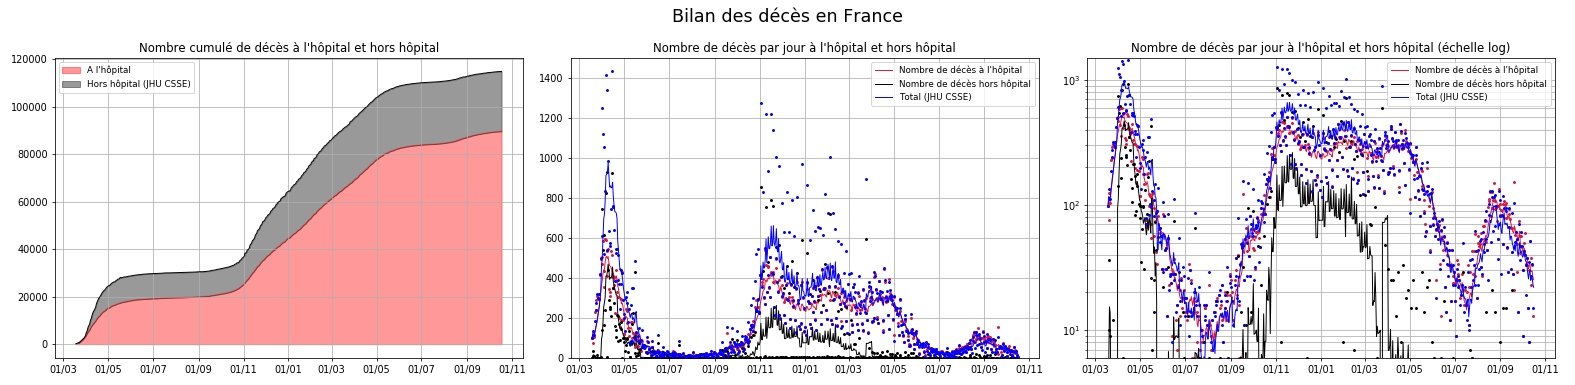 Bilan des décès en France
Nombre cumulé de décès à l'hôpital et hors hôpital
A l'hôpital
Hors hôpital (JHU CSSE)
120000
100000
80000
60000
40000
20000
0
01/03 01/05 01/07 01/09 01/11 01/01 01/03 01/05 01/07 01/09 01/11
Nombre de décès par jour à l'hôpital et hors hôpital
Nombre de décès à l'hôpital
Nombre de décès hors hôpital
Total (JHU CSSE)
1400
1200
1000
800
600
400
200
0
01/03 01/05 01/07 01/09 01/11 01/01 01/03 01/05 01/07 01/09 01/11
Nombre de décès par jour à l'hôpital et hors hôpital (échelle log)
Nombre de décès à l'hôpital
Nombre de décès hors hôpital
Total (JHU CSSE)
10³
10²
10¹
01/03 01/05 01/07 01/09 01/11 01/01 01/03 01/05 01/07 01/09 01/11